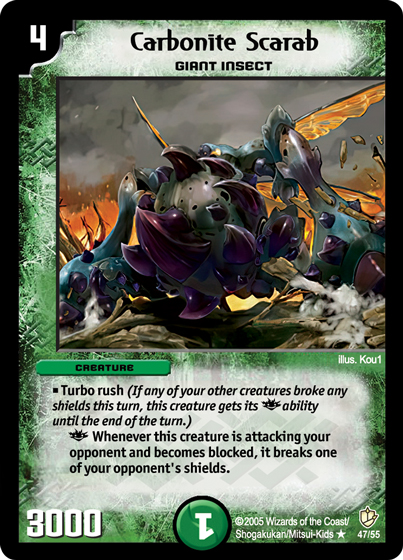 4
Carbonite Scarab
GIANT INSECT
illus. Kou1
CREATURE
▪ Turbo rush (If any of your other creatures broke any
shields this turn, this creature gets its ability
until the end of the turn.)
Whenever this creature is attacking your
opponent and becomes blocked, it breaks one
of your opponent's shields.
3000
©2005 Wizards of the Coast/
Shogakukan/Mitsui-Kids ★ 47/55